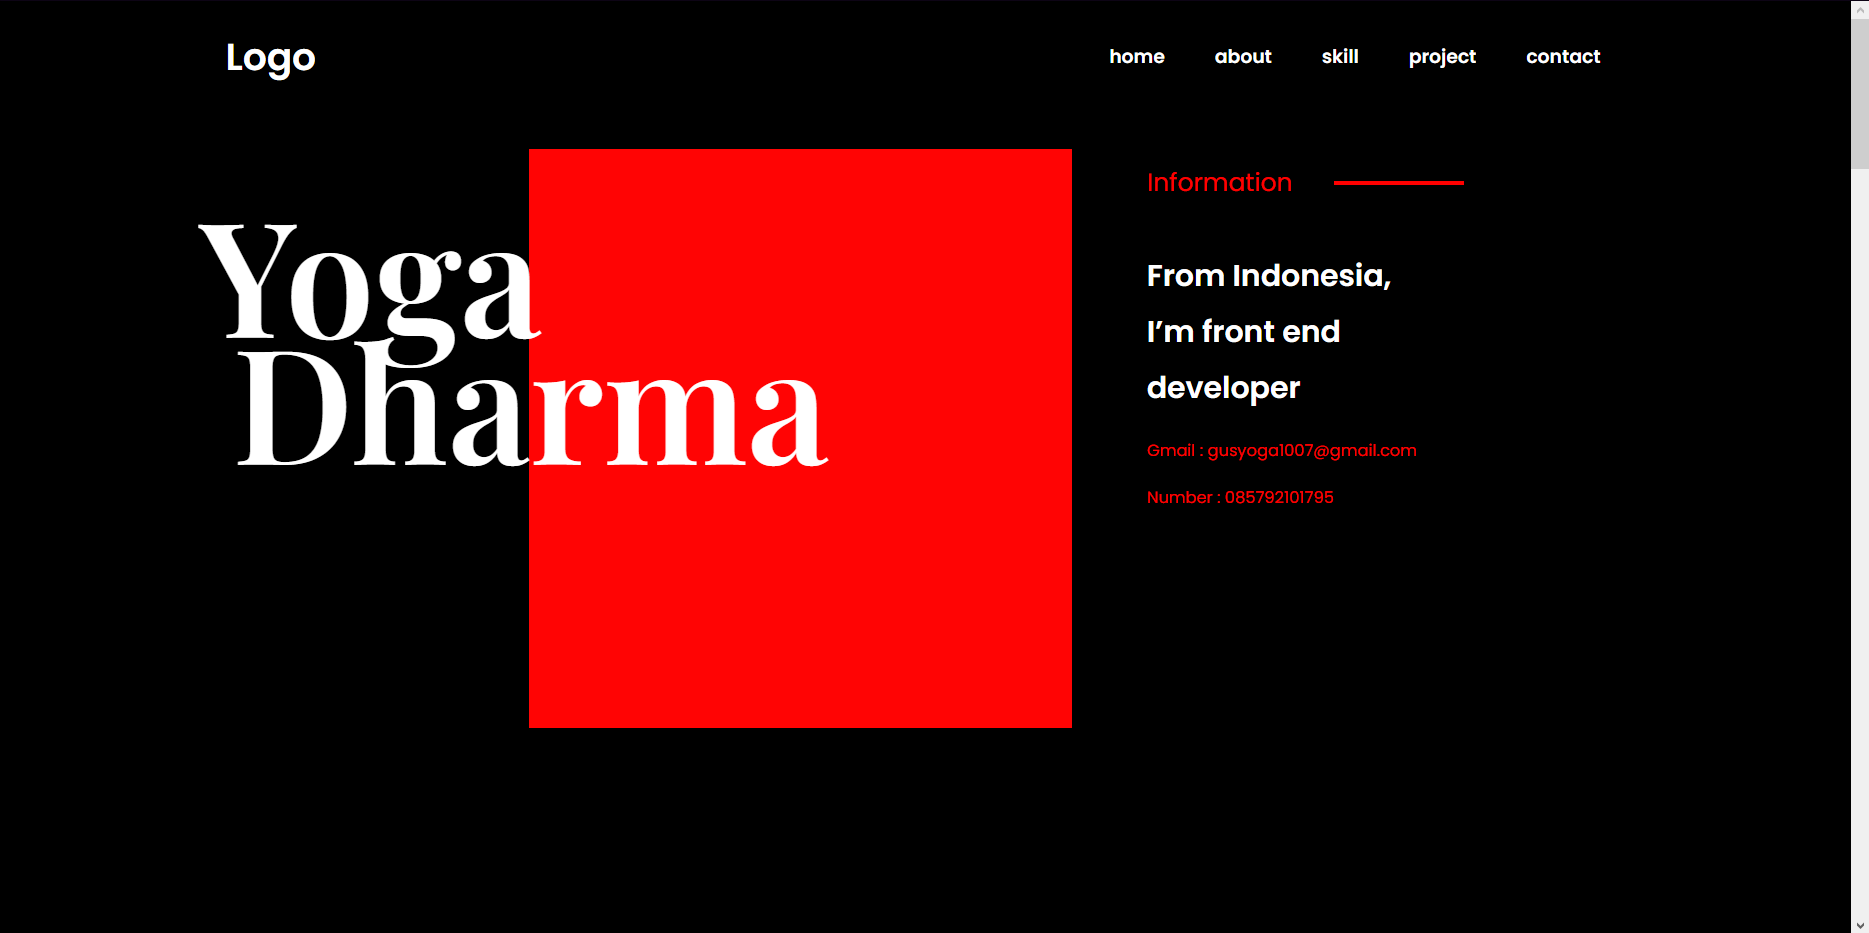 Logo
home about skill project contact
Yoga
Dharma
Information
From Indonesia,
I’m front end
developer
Gmail : gusyoga1007@gmail.com
Number : 085792101795